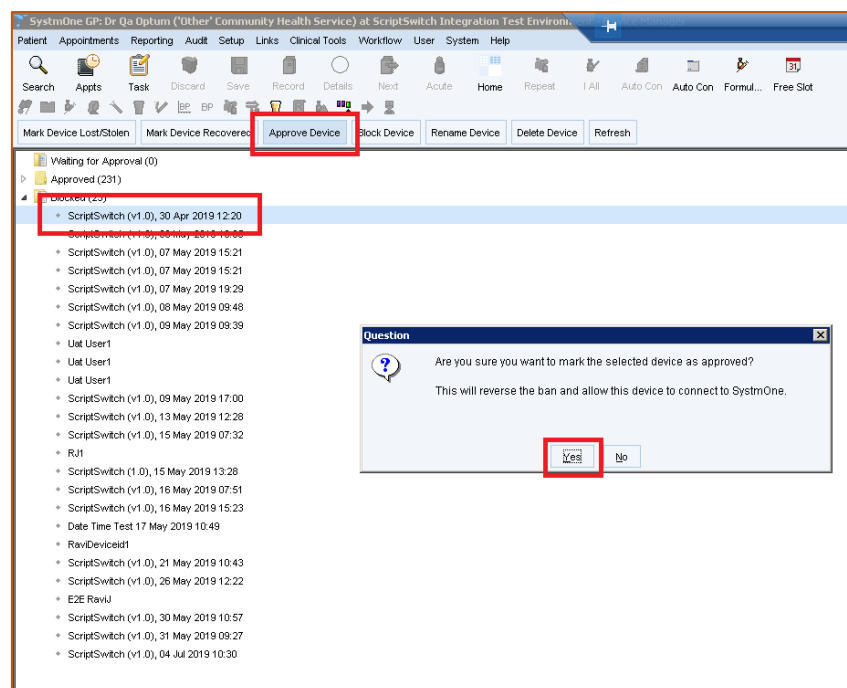 SystmOne GP: Dr Qa Optum ('Other' Community Health Service) at ScriptSwitch Integration Test
Patient Appointments Reporting Audit Setup Links Clinical Tools Workflow User System Help
Search Appts Task Discard Save Record Details Next Acute Home Repeat I All Auto Con Auto Con Formul... Free Slot
BP BP
Mark Device Lost/Stolen Mark Device Recovered Approve Device Block Device Rename Device Delete Device Refresh
Waiting for Approval (0)
Approved (231)
ScriptSwitch (v1.0), 30 Apr 2019 12:20
ScriptSwitch (v1.0), 07 May 2019 15:21
ScriptSwitch (v1.0), 07 May 2019 15:21
ScriptSwitch (v1.0), 07 May 2019 19:29
ScriptSwitch (v1.0), 08 May 2019 09:48
ScriptSwitch (v1.0), 09 May 2019 09:39
Uat User1
Uat User1
Uat User1
ScriptSwitch (v1.0), 09 May 2019 17:00
ScriptSwitch (v1.0), 13 May 2019 12:28
ScriptSwitch (v1.0), 15 May 2019 07:32
RJ1
ScriptSwitch (1.0), 15 May 2019 13:28
ScriptSwitch (v1.0), 16 May 2019 07:51
ScriptSwitch (v1.0), 16 May 2019 15:23
Date Time Test 17 May 2019 10:49
RaviDeviceid1
ScriptSwitch (v1.0), 21 May 2019 10:43
ScriptSwitch (v1.0), 26 May 2019 12:22
E2E RaviJ
ScriptSwitch (v1.0), 30 May 2019 10:57
ScriptSwitch (v1.0), 31 May 2019 09:27
ScriptSwitch (v1.0), 04 Jul 2019 10:30
Question
Are you sure you want to mark the selected device as approved?
This will reverse the ban and allow this device to connect to SystmOne.
Yes No